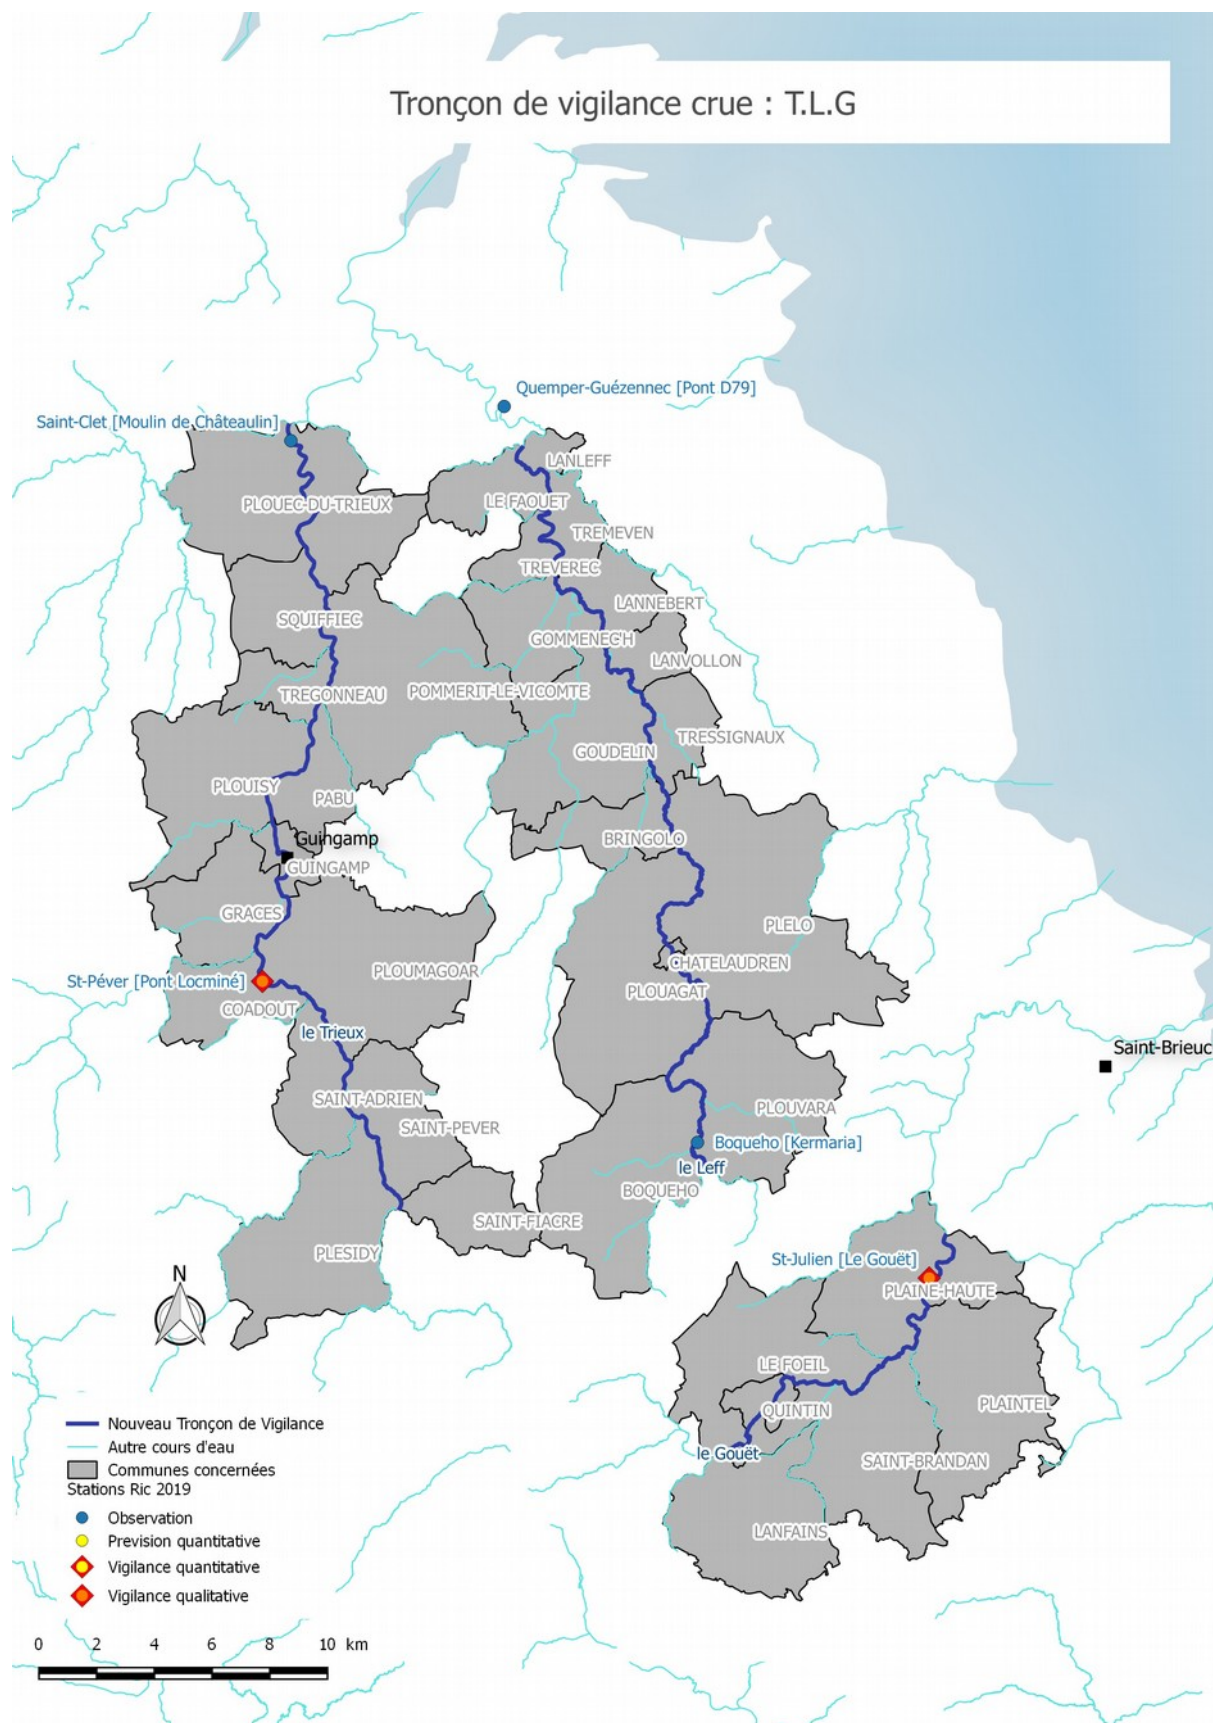 Tronçon de vigilance crue : T.L.G
Quemper-Guézennec [Pont D79]
Saint-Clet [Moulin de Châteaulin]
LANLEFF
PLOUEC-DU-TRIEUX
LE FAOUET
TREMEVEN
TREVEREC
LANNEBERT
SQUIFFIEC
GOMMENEC'H
LANVOLLON
TREGONNEAU
POMMERIT-LE-VICOMTE
TRESSIGNAUX
GOUDELIN
PLOUISY
PABU
BRINGOLO
Guingamp
GUINGAMP
GRACES
PLELO
PLOUMAGOAR
CHATELAUDREN
St-Péver [Pont Locminé]
PLOUAGAT
COADOUT
le Trieux
Saint-Brieuc
SAINT-ADRIEN
PLOUVARA
SAINT-PEVER
Boqueho [Kermaria]
le Leff
BOQUEHO
SAINT-FIACRE
PLESIDY
St-Julien [Le Gouët]
N
PLAINE-HAUTE
LE FOEIL
PLAINTEL
QUINTIN
le Gouët
SAINT-BRANDAN
LANFAINS
Nouveau Tronçon de Vigilance
Autre cours d'eau
Communes concernées
Stations Ric 2019
Observation
Prevision quantitative
Vigilance quantitative
Vigilance qualitative
0 2 4 6 8 10 km